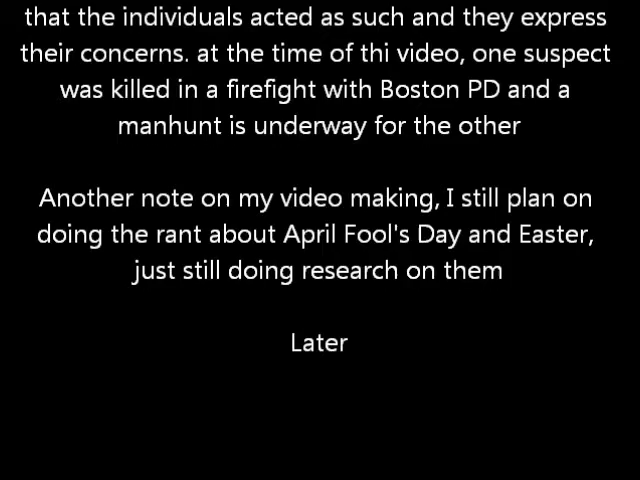 that the individuals acted as such and they express
their concerns. at the time of thi video, one suspect
was killed in a firefight with Boston PD and a
manhunt is underway for the other
Another note on my video making, I still plan on
doing the rant about April Fool's Day and Easter,
just still doing research on them
Later